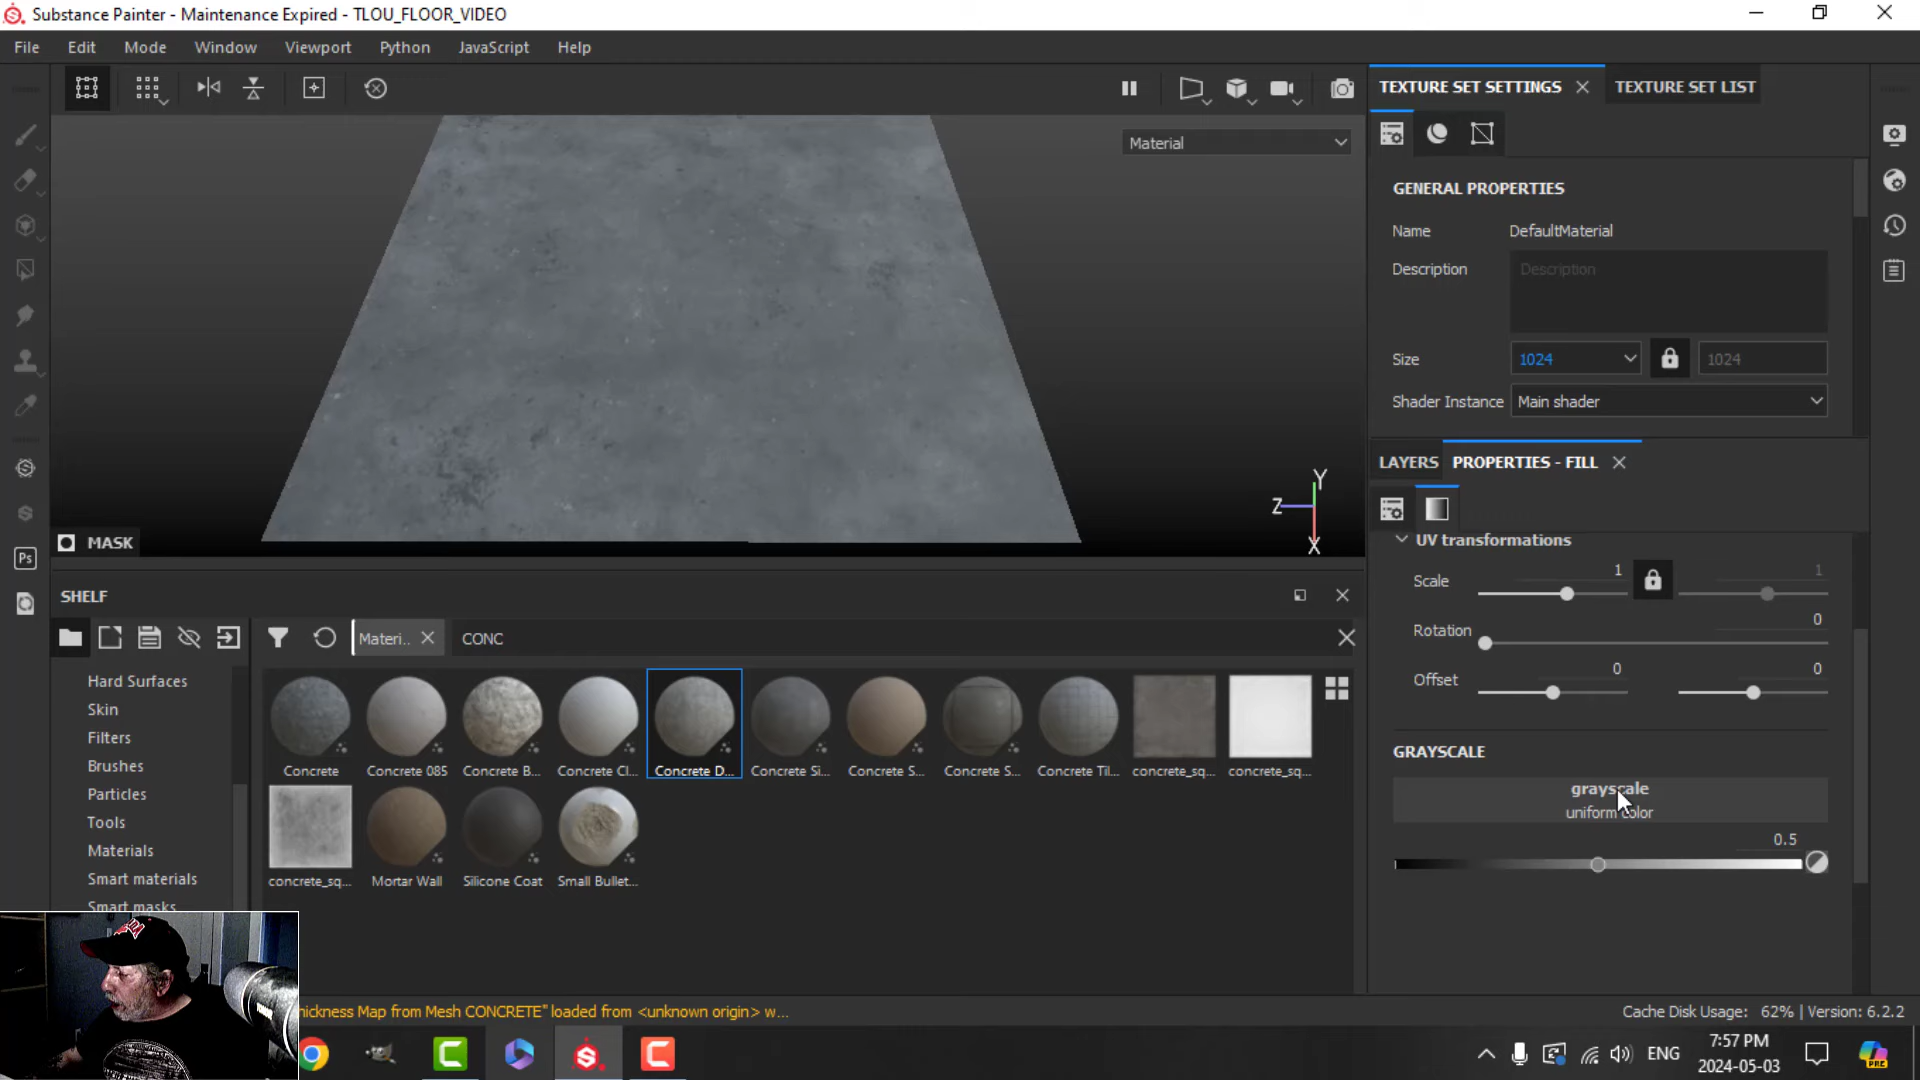 Substance Painter - Maintenance Expired - TLOU_FLOOR_VIDEO
File Edit Mode Window Viewport Python JavaScript Help
TEXTURE SET SETTINGS TEXTURE SET LIST
Material
GENERAL PROPERTIES
Name DefaultMaterial
Description Description
Size 1024 1024
Shader Instance Main shader
LAYERS PROPERTIES - FILL
Y
Z
X
MASK
UV transformations
Scale 1 1
Rotation 0
Offset 0 0
GRAYSCALE
grayscale
uniform color
0.5
Ps
SHELF
Materi.. CONC
Hard Surfaces
Skin
Filters
Brushes
Particles
Tools
Materials
Smart materials
Smart masks
Concrete Concrete 085 Concrete B... Concrete Cl... Concrete D... Concrete Si... Concrete S... Concrete S... Concrete Til... concrete_sq... concrete_sq...
concrete_sq... Mortar Wall Silicone Coat Small Bullet...
hickness Map from Mesh CONCRETE" loaded from <unknown origin> w...
Cache Disk Usage: 62% | Version: 6.2.2
ENG
7:57 PM
2024-05-03
PRE